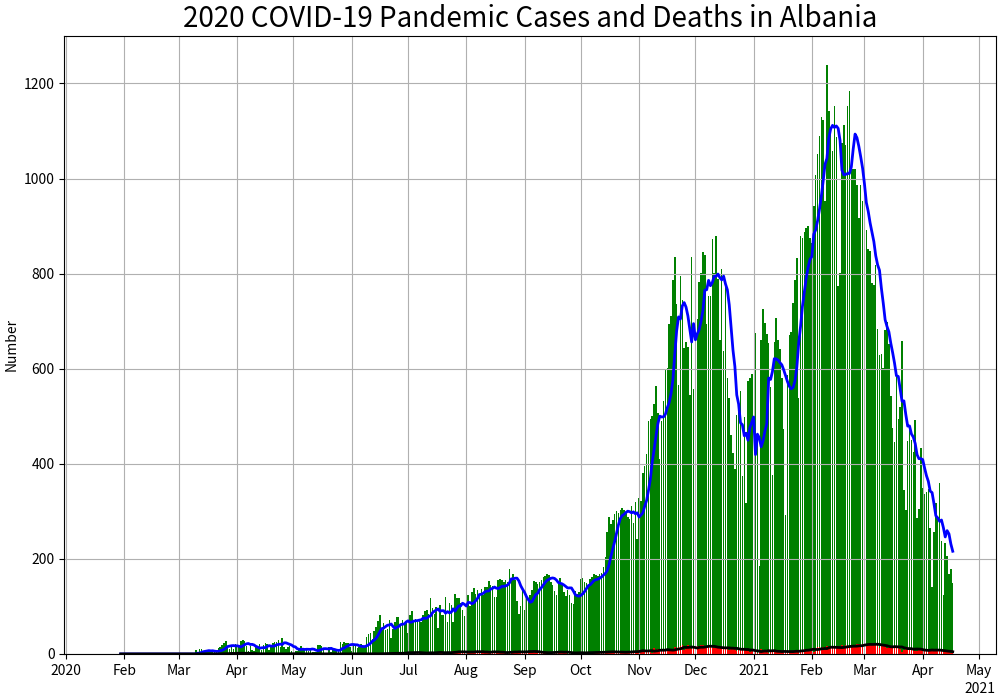 2020 COVID-19 Pandemic Cases and Deaths in Albania
Number
1200
1000
800
600
400
200
0
2020 Feb Mar Apr May Jun Jul Aug Sep Oct Nov Dec 2021 Feb Mar Apr May
2021